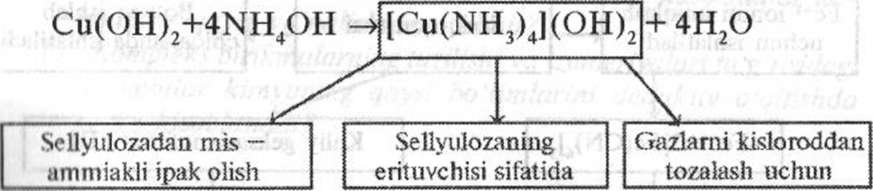 Cu(OH)₂+4NH₄OH → [Cu(NH₃)₄](OH)₂ + 4H₂O
Sellyulozadan mis –
ammiakli ipak olish
Sellyulozaning
erituvchisi sifatida
Gazlarni kisloroddan
tozalash uchun